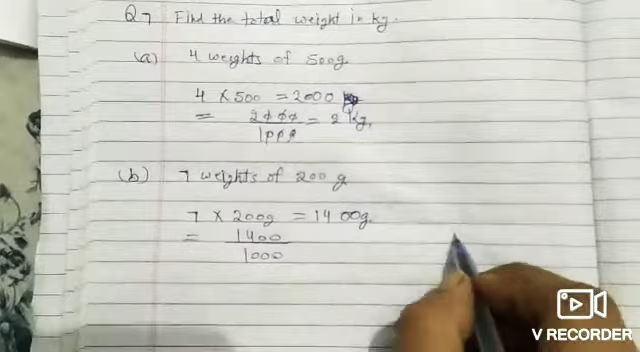 Q7 Find the total weight in kg.
(a) 4 weights of 500g.
4 × 500 = 2000
= 2000/1000 = 2 kg.
(b) 7 weights of 200 g
7 × 200g = 1400g.
= 1400/1000
V RECORDER